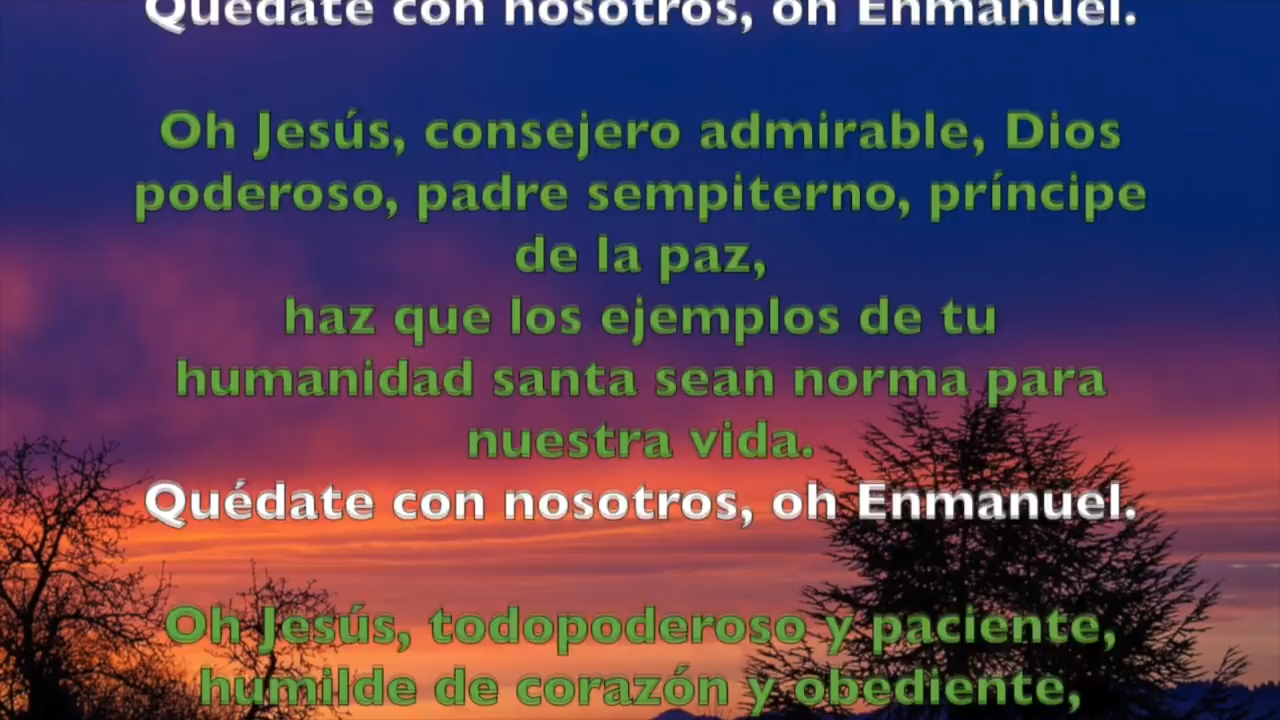 Quédate con nosotros, oh Enmanuel.
Oh Jesús, consejero admirable, Dios
poderoso, padre sempiterno, príncipe
de la paz,
haz que los ejemplos de tu
humanidad santa sean norma para
nuestra vida.
Quédate con nosotros, oh Enmanuel.
Oh Jesús, todopoderoso y paciente,
humilde de corazón y obediente,